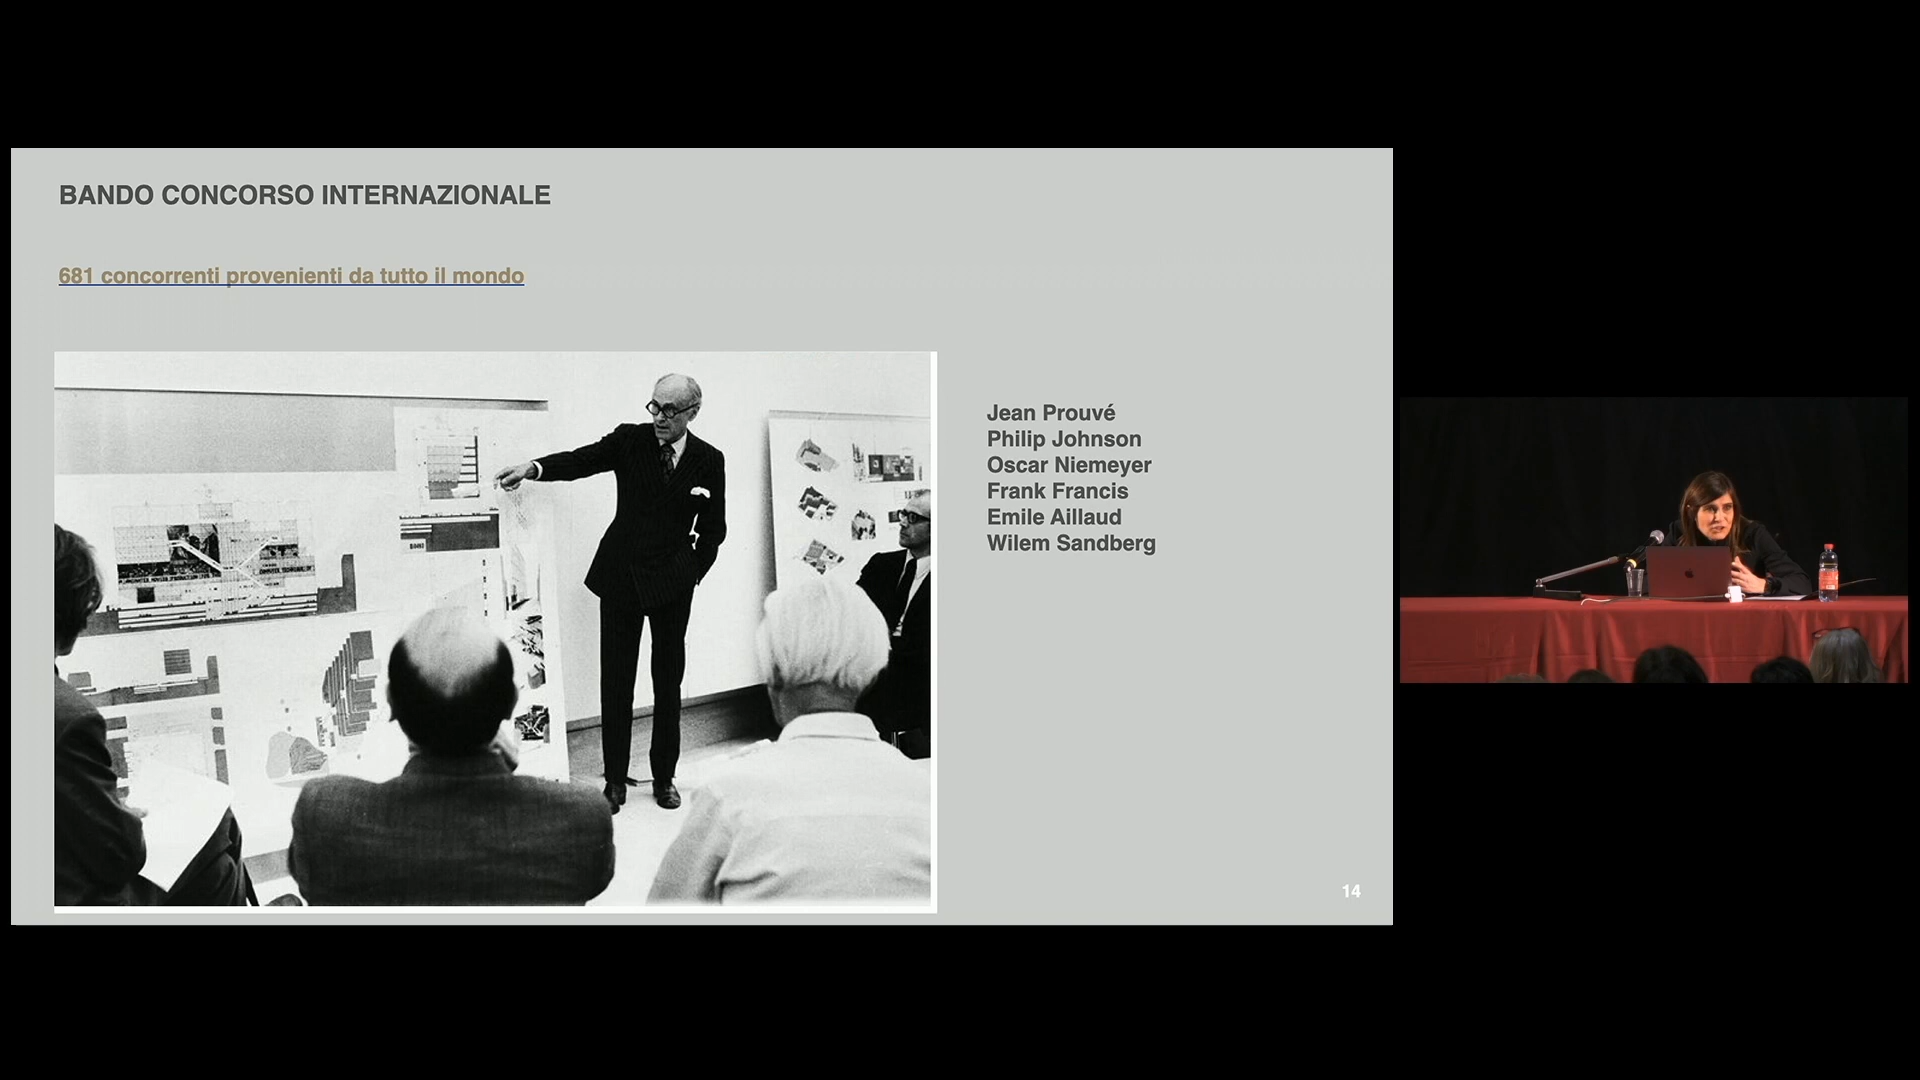 BANDO CONCORSO INTERNAZIONALE
681 concorrenti provenienti da tutto il mondo
Jean Prouvé
Philip Johnson
Oscar Niemeyer
Frank Francis
Emile Aillaud
Wilem Sandberg
14